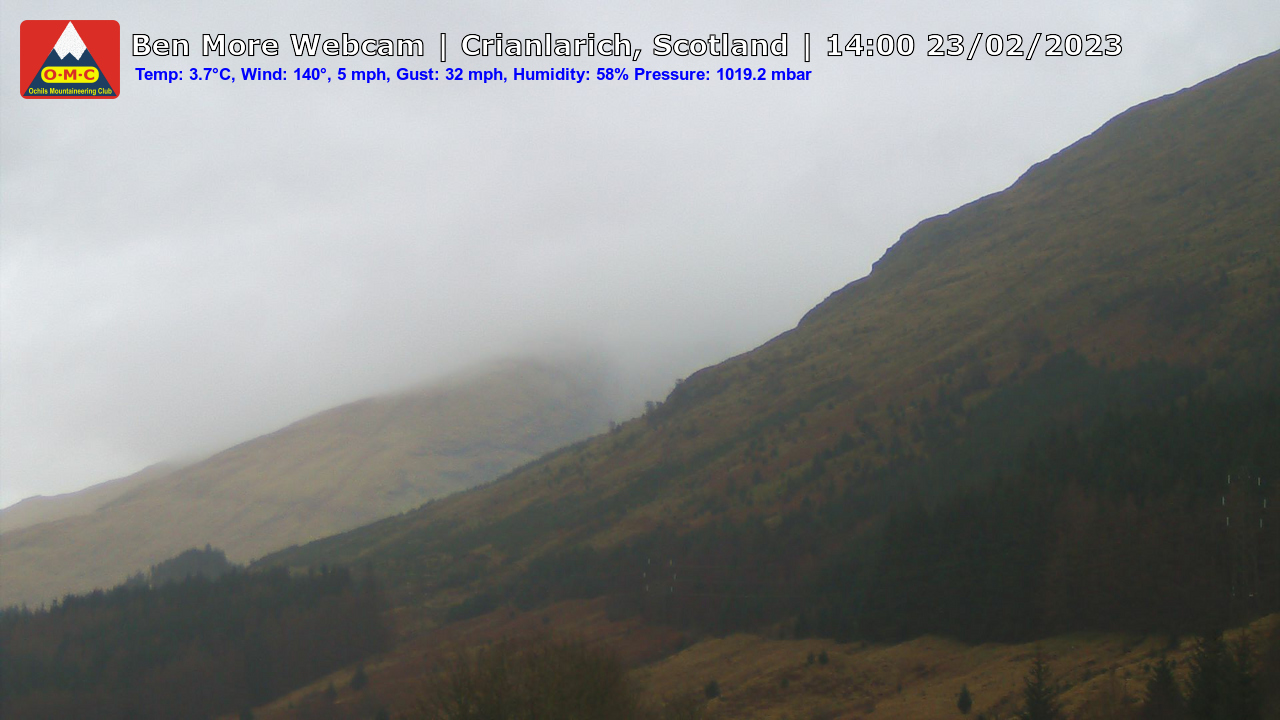 Ben More Webcam | Crianlarich, Scotland | 14:00 23/02/2023
Temp: 3.7°C, Wind: 140°, 5 mph, Gust: 32 mph, Humidity: 58% Pressure: 1019.2 mbar
O·M·C
Ochils Mountaineering Club